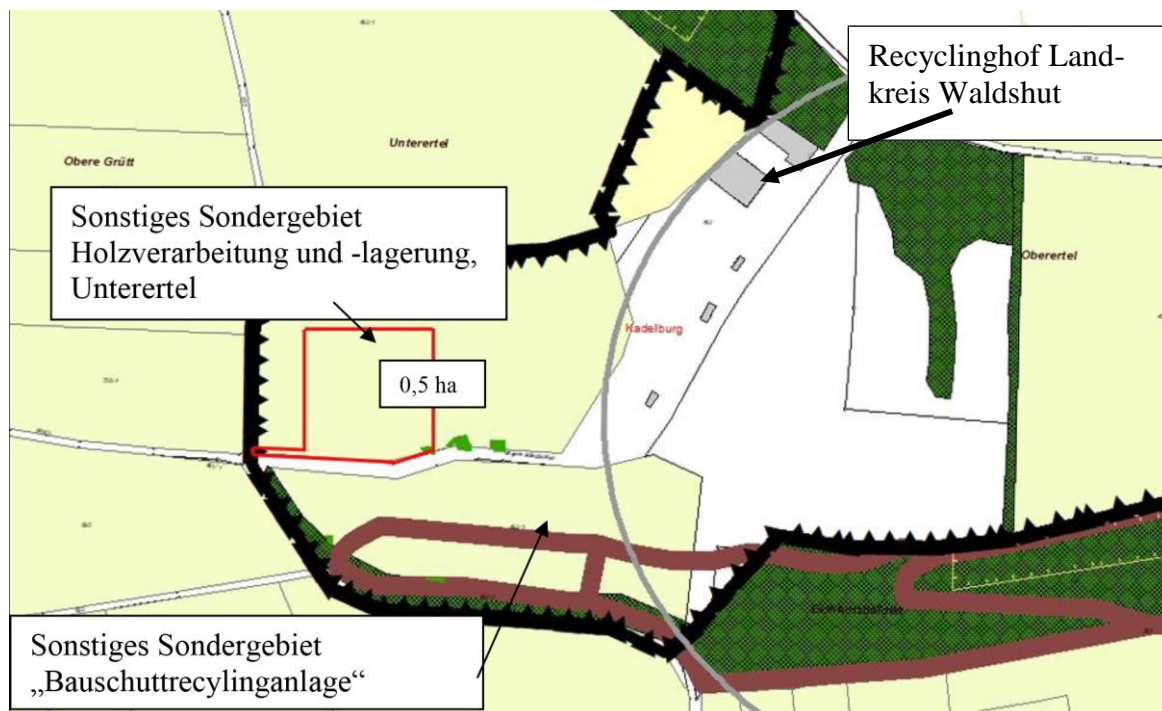 Recyclinghof Land-
kreis Waldshut
Unterertel
Obere Grütt
Sonstiges Sondergebiet
Holzverarbeitung und -lagerung,
Unterertel
Oberertel
Kadelburg
0,5 ha
Sonstiges Sondergebiet
„Bauschuttrecylinganlage“